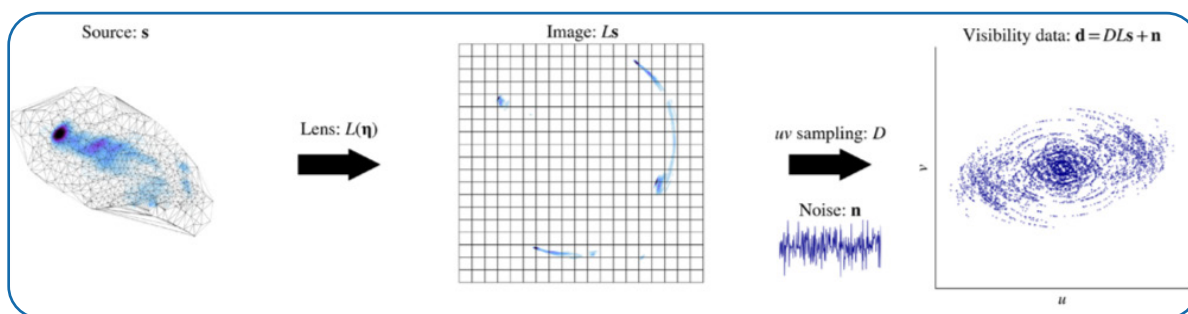 Source: s
Image: Ls
Visibility data: d = DLs + n
Lens: L(η)
uv sampling: D
Noise: n
v
u